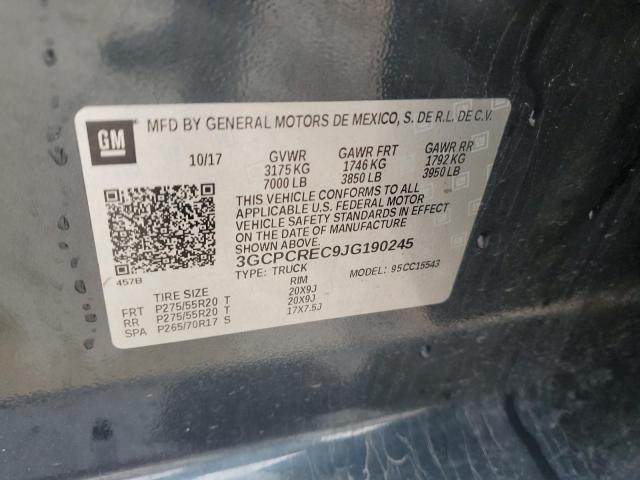 GM
MFD BY GENERAL MOTORS DE MEXICO, S. DE R.L. DE C.V.
10/17 GVWR GAWR FRT GAWR RR
3175 KG 1746 KG 1792 KG
7000 LB 3850 LB 3950 LB
THIS VEHICLE CONFORMS TO ALL
APPLICABLE U.S. FEDERAL MOTOR
VEHICLE SAFETY STANDARDS IN EFFECT
ON THE DATE OF MANUFACTURE
SHOWN ABOVE.
3GCPCREC9JG190245
457B TYPE: TRUCK MODEL: 95CC15543
TIRE SIZE RIM
FRT P275/55R20 T 20X9J
RR P275/55R20 T 20X9J
SPA P265/70R17 S 17X7.5J